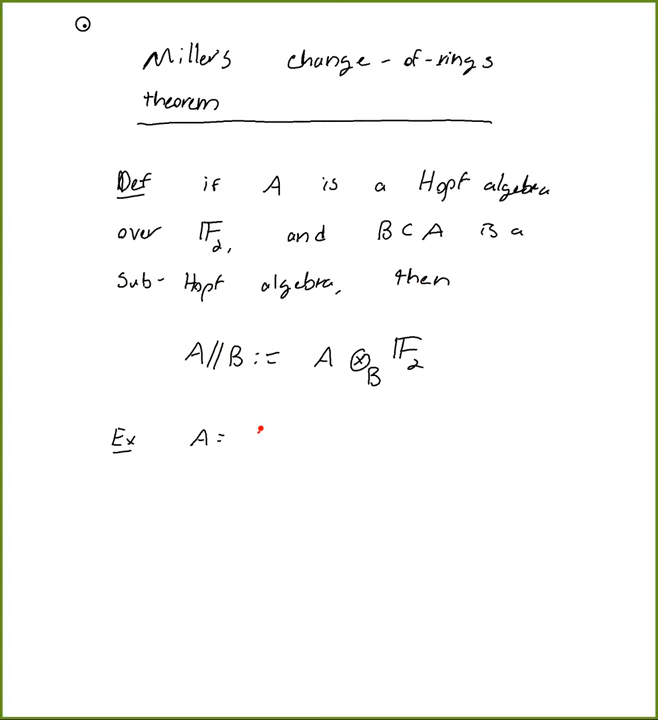 Miller's change-of-rings
theorem
Def if A is a Hopf algebra
over 𝔽₂, and B ⊂ A is a
sub-Hopf algebra, then
A//B := A ⊗_B 𝔽₂
Ex A =